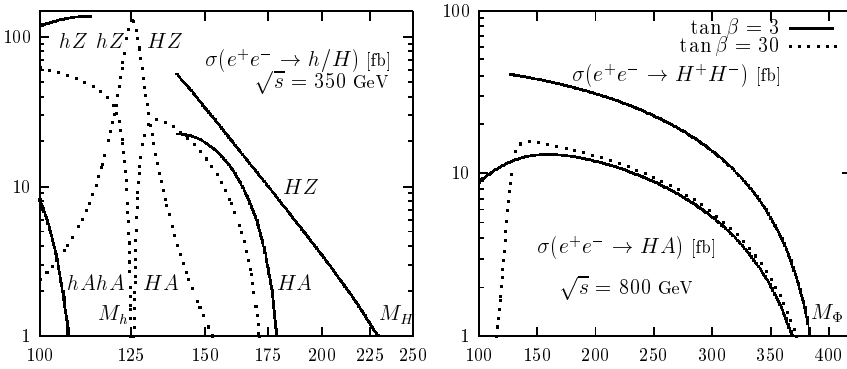 100
10
1
hZ hZ HZ
σ(e⁺e⁻ → h/H) [fb]
√s = 350 GeV
HZ
hAhA HA
HA
M_h
M_H
100 125 150 175 200 225 250
100
10
1
tan β = 3
tan β = 30
σ(e⁺e⁻ → H⁺H⁻) [fb]
σ(e⁺e⁻ → HA) [fb]
√s = 800 GeV
M_Φ
100 150 200 250 300 350 400